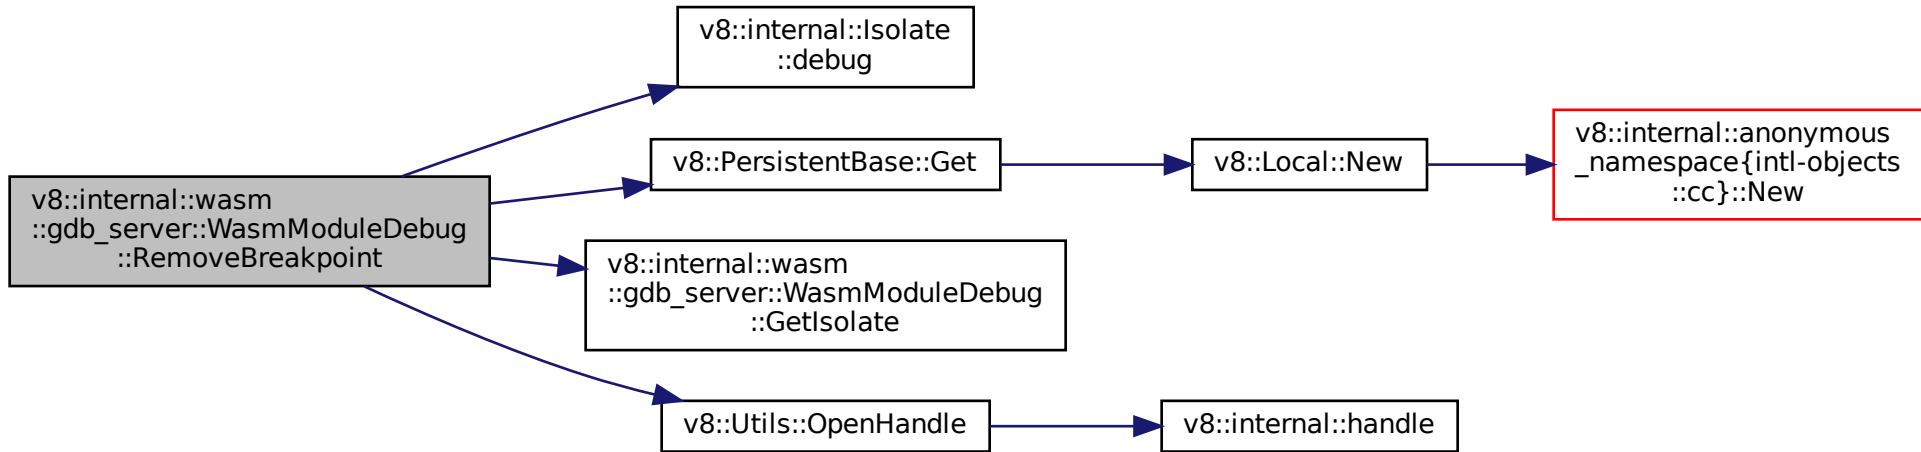 v8::internal::Isolate
::debug
v8::internal::wasm
::gdb_server::WasmModuleDebug
::RemoveBreakpoint
v8::PersistentBase::Get
v8::Local::New
v8::internal::anonymous
_namespace{intl-objects
::cc}::New
v8::internal::wasm
::gdb_server::WasmModuleDebug
::GetIsolate
v8::Utils::OpenHandle
v8::internal::handle